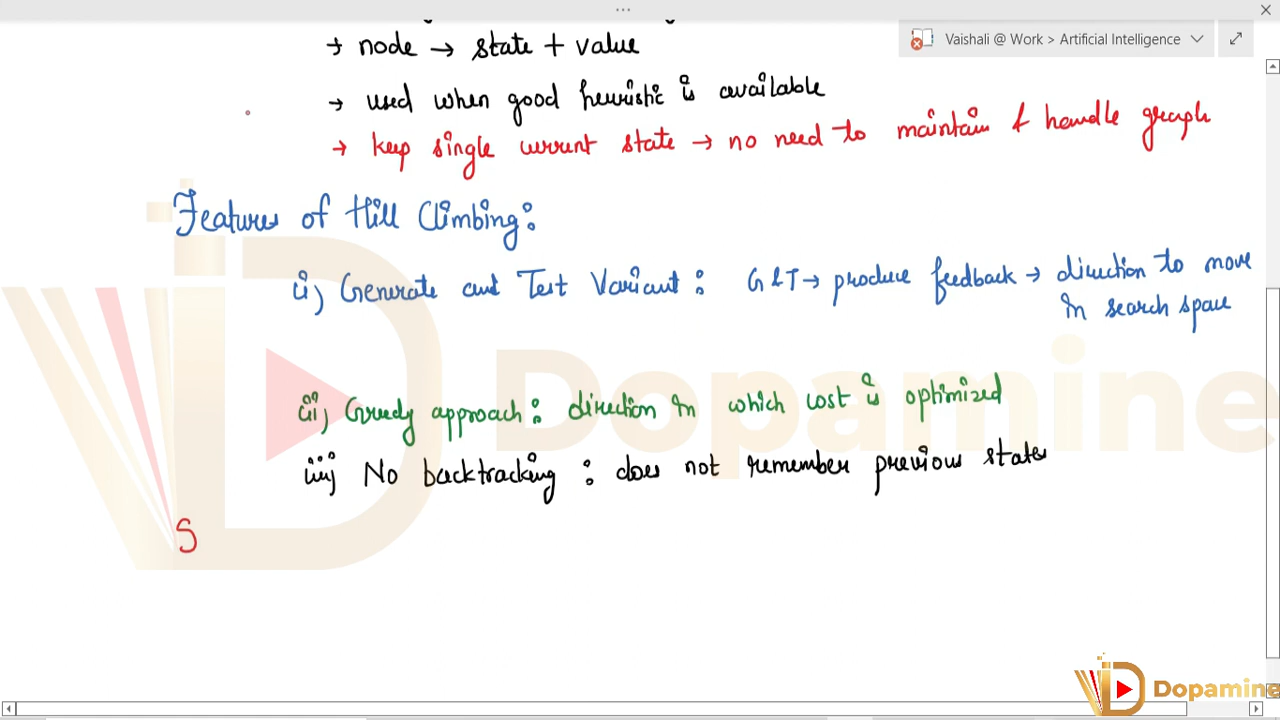 Vaishali @ Work > Artificial Intelligence
→ node → state + value
→ used when good heuristic is available
→ keep single current state → no need to maintain & handle graph
Features of Hill Climbing:
i) Generate and Test Variant : G&T → produce feedback → direction to move
in search space
ii) Greedy approach : direction in which cost is optimized
iii) No backtracking : does not remember previous states
S
Dopamine
Dopamine